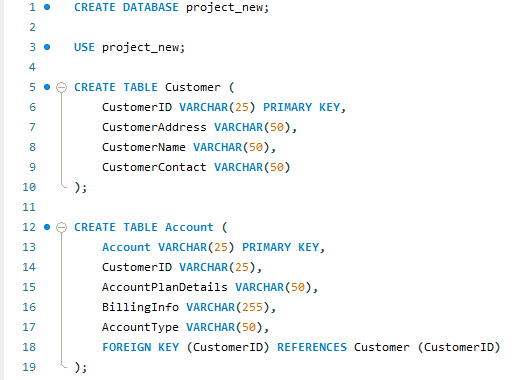 1 CREATE DATABASE project_new;
2
3 USE project_new;
4
5 CREATE TABLE Customer (
6 CustomerID VARCHAR(25) PRIMARY KEY,
7 CustomerAddress VARCHAR(50),
8 CustomerName VARCHAR(50),
9 CustomerContact VARCHAR(50)
10 );
11
12 CREATE TABLE Account (
13 Account VARCHAR(25) PRIMARY KEY,
14 CustomerID VARCHAR(25),
15 AccountPlanDetails VARCHAR(50),
16 BillingInfo VARCHAR(255),
17 AccountType VARCHAR(50),
18 FOREIGN KEY (CustomerID) REFERENCES Customer (CustomerID)
19 );